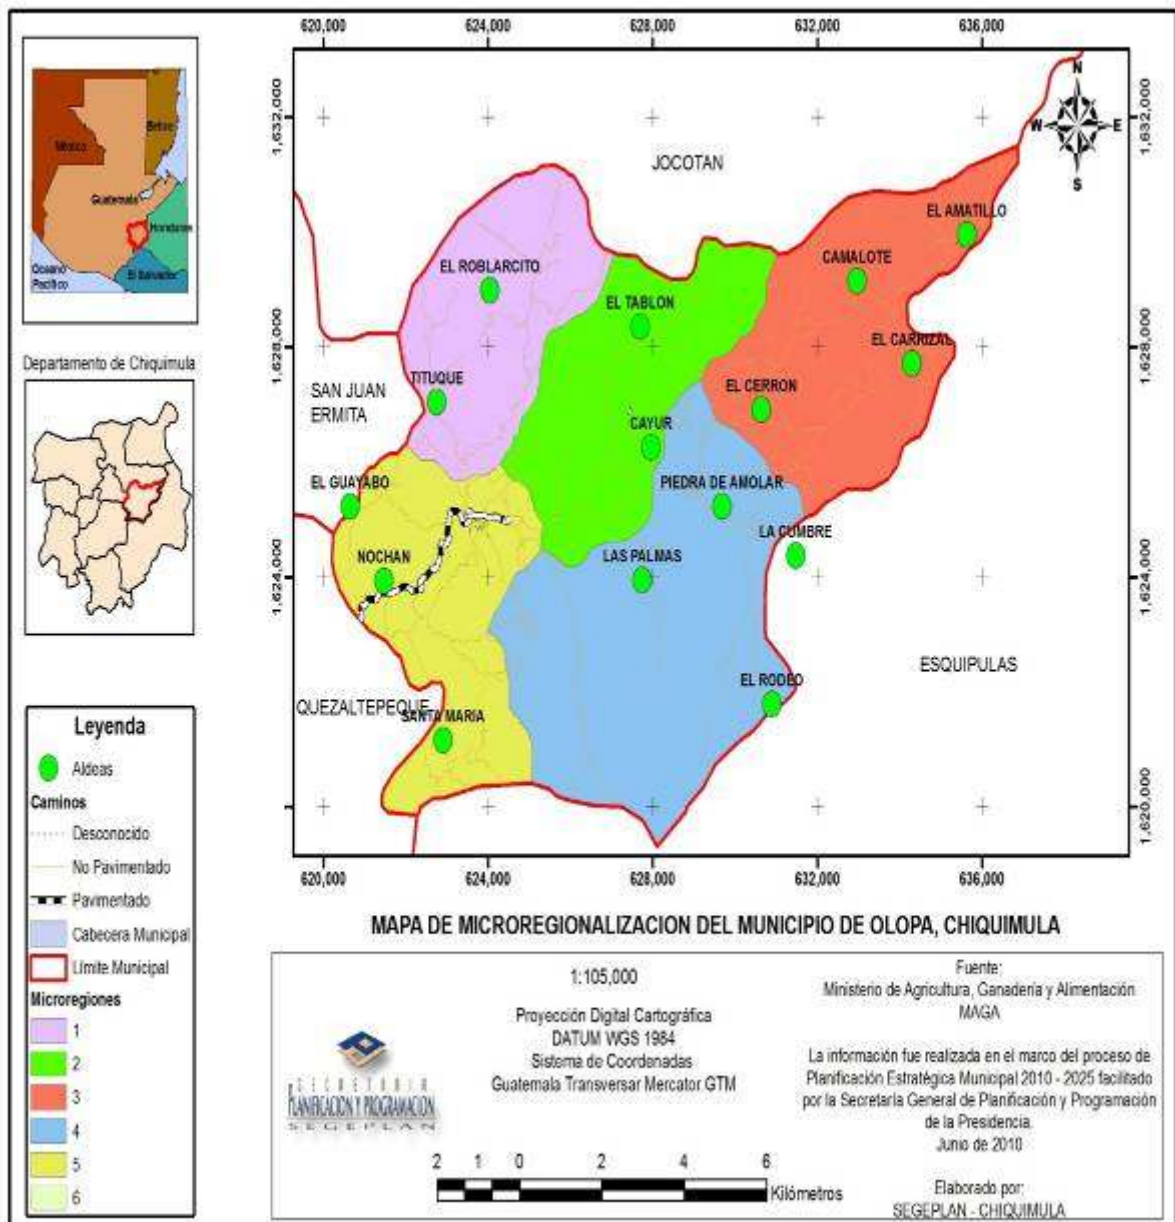 620,000 624,000 628,000 632,000 636,000
México
Belize
Guatemala
Honduras
El Salvador
Oceano
Pacífico
Departamento de Chiquimula
1,632,000
1,628,000
1,624,000
1,620,000
N
W E
S
JOCOTAN
EL AMATILLO
CAMALOTE
EL ROBLARCITO
EL TABLON
EL CARRIZAL
TITUQUE
SAN JUAN
ERMITA
EL CERRON
CAYUR
EL GUAYABO
PIEDRA DE AMOLAR
LA CUMBRE
NOCHAN
LAS PALMAS
ESQUIPULAS
EL RODEO
QUEZALTEPEQUE
SANTA MARIA
1,632,000
1,628,000
1,624,000
1,620,000
620,000 624,000 628,000 632,000 636,000
Leyenda
Aldeas
Caminos
Desconocido
No Pavimentado
Pavimentado
Cabecera Municipal
Límite Municipal
Microregiones
1
2
3
4
5
6
MAPA DE MICROREGIONALIZACION DEL MUNICIPIO DE OLOPA, CHIQUIMULA
1:105,000
Proyección Digital Cartográfica
DATUM WGS 1984
Sistema de Coordenadas
Guatemala Transversar Mercator GTM
SECRETARIA
PLANIFICACIÓN Y PROGRAMACIÓN
SEGEPLAN
2 1 0 2 4 6
Kilómetros
Fuente:
Ministerio de Agricultura, Ganadería y Alimentación
MAGA
La información fue realizada en el marco del proceso de
Planificación Estratégica Municipal 2010 - 2025 facilitado
por la Secretaría General de Planificación y Programación
de la Presidencia.
Junio de 2010
Elaborado por:
SEGEPLAN - CHIQUIMULA